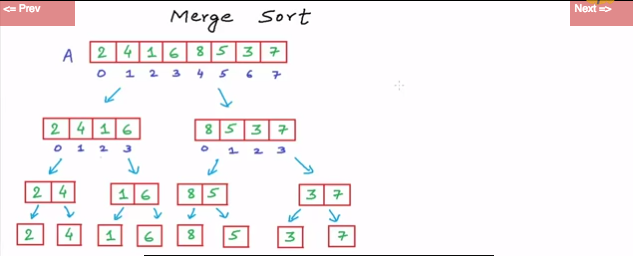 <= Prev
Merge Sort
Next =>
A 2 4 1 6 8 5 3 7
0 1 2 3 4 5 6 7
2 4 1 6 8 5 3 7
0 1 2 3 0 1 2 3
2 4 1 6 8 5 3 7
2 4 1 6 8 5 3 7